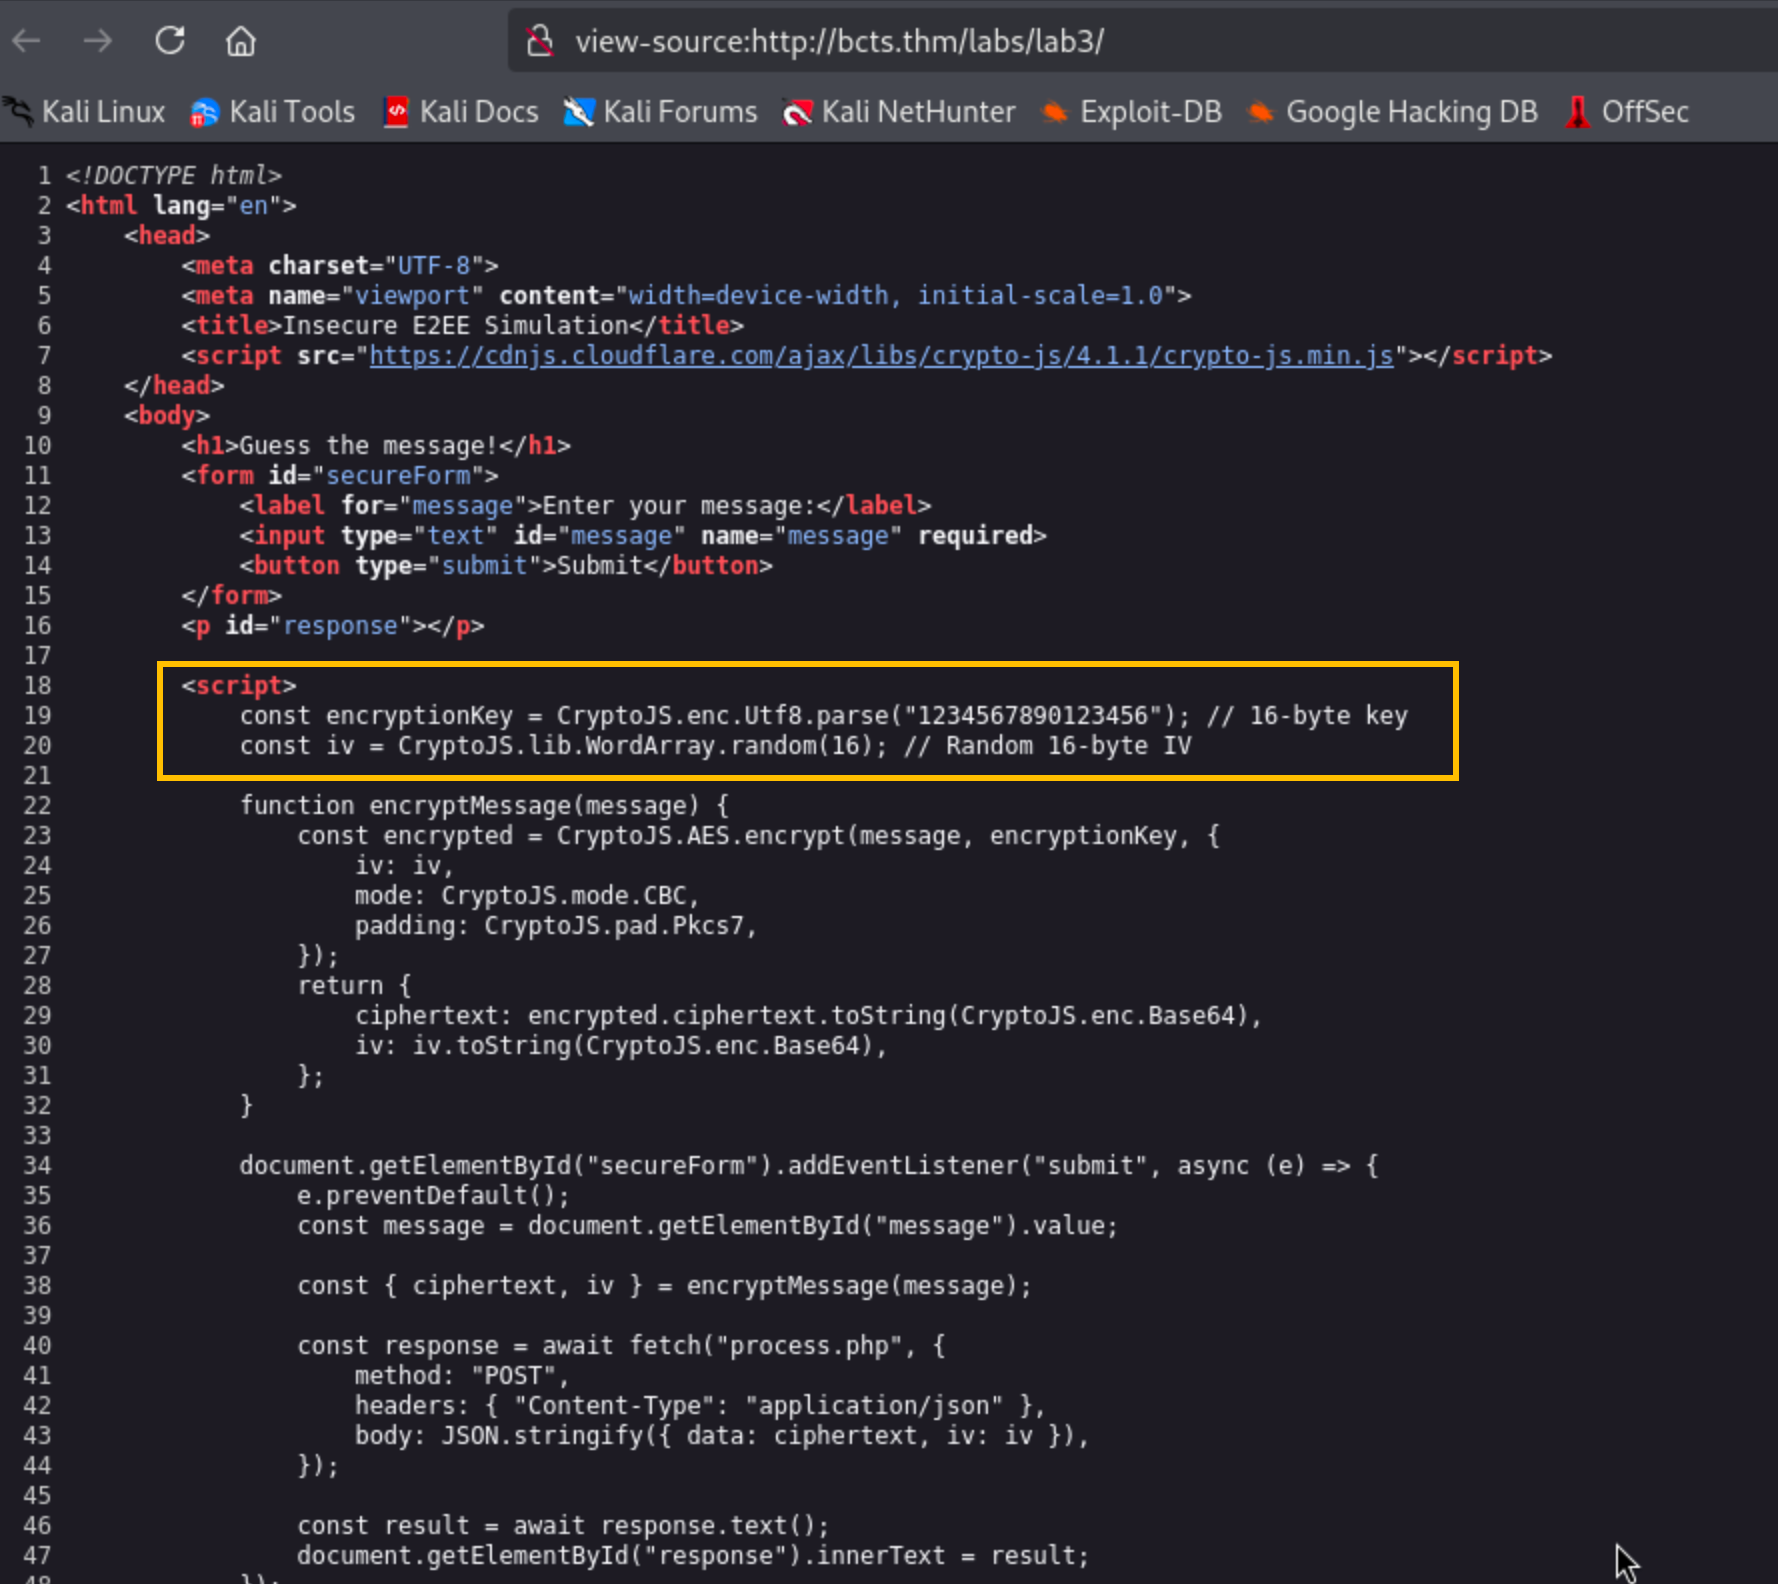 view-source:http://bcts.thm/labs/lab3/
Kali Linux Kali Tools Kali Docs Kali Forums Kali NetHunter Exploit-DB Google Hacking DB OffSec
1 <!DOCTYPE html>
2 <html lang="en">
3     <head>
4         <meta charset="UTF-8">
5         <meta name="viewport" content="width=device-width, initial-scale=1.0">
6         <title>Insecure E2EE Simulation</title>
7         <script src="https://cdnjs.cloudflare.com/ajax/libs/crypto-js/4.1.1/crypto-js.min.js"></script>
8     </head>
9     <body>
10         <h1>Guess the message!</h1>
11         <form id="secureForm">
12             <label for="message">Enter your message:</label>
13             <input type="text" id="message" name="message" required>
14             <button type="submit">Submit</button>
15         </form>
16         <p id="response"></p>
17
18         <script>
19             const encryptionKey = CryptoJS.enc.Utf8.parse("1234567890123456"); // 16-byte key
20             const iv = CryptoJS.lib.WordArray.random(16); // Random 16-byte IV
21
22             function encryptMessage(message) {
23                 const encrypted = CryptoJS.AES.encrypt(message, encryptionKey, {
24                     iv: iv,
25                     mode: CryptoJS.mode.CBC,
26                     padding: CryptoJS.pad.Pkcs7,
27                 });
28                 return {
29                     ciphertext: encrypted.ciphertext.toString(CryptoJS.enc.Base64),
30                     iv: iv.toString(CryptoJS.enc.Base64),
31                 };
32             }
33
34             document.getElementById("secureForm").addEventListener("submit", async (e) => {
35                 e.preventDefault();
36                 const message = document.getElementById("message").value;
37
38                 const { ciphertext, iv } = encryptMessage(message);
39
40                 const response = await fetch("process.php", {
41                     method: "POST",
42                     headers: { "Content-Type": "application/json" },
43                     body: JSON.stringify({ data: ciphertext, iv: iv }),
44                 });
45
46                 const result = await response.text();
47                 document.getElementById("response").innerText = result;
48             });